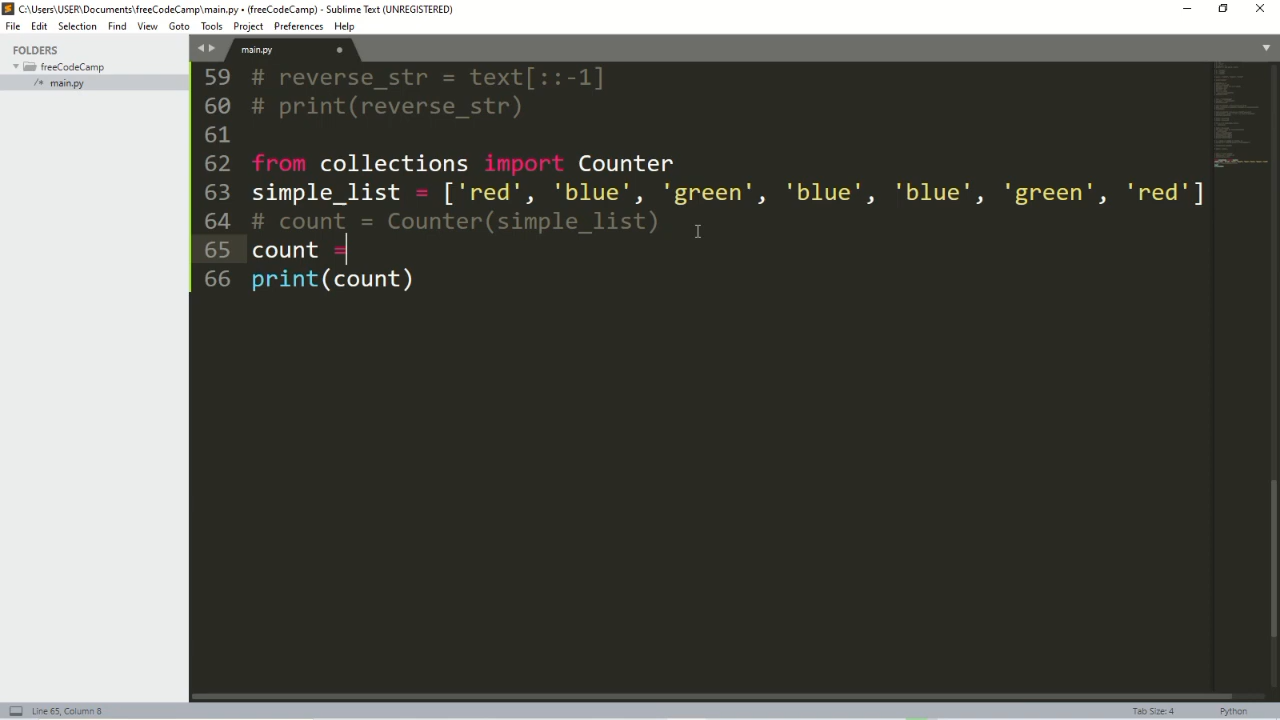 C:\Users\USER\Documents\freeCodeCamp\main.py • (freeCodeCamp) - Sublime Text (UNREGISTERED)
File Edit Selection Find View Goto Tools Project Preferences Help
FOLDERS
freeCodeCamp
/* main.py
main.py
59 # reverse_str = text[::-1]
60 # print(reverse_str)
61
62 from collections import Counter
63 simple_list = ['red', 'blue', 'green', 'blue', 'blue', 'green', 'red']
64 # count = Counter(simple_list)
65 count =
66 print(count)
Line 65, Column 8
Tab Size: 4 Python